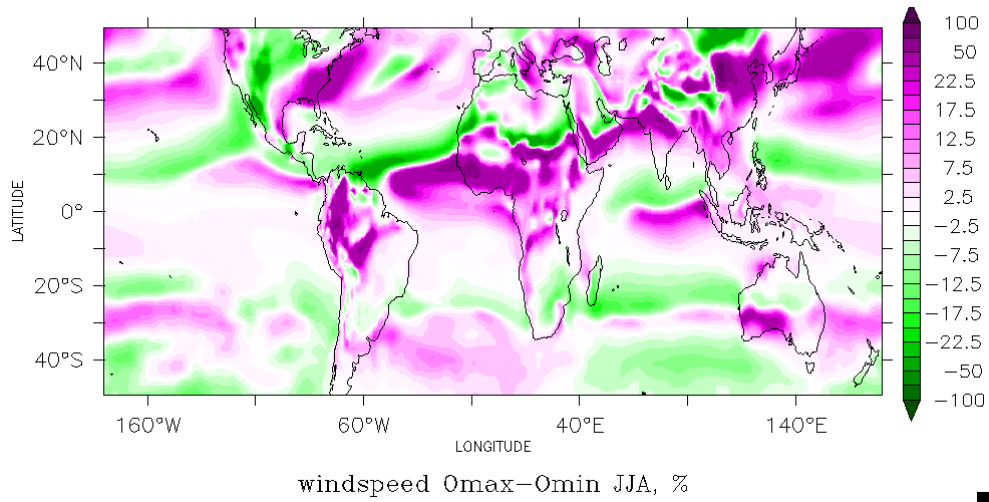 100
50
22.5
17.5
12.5
7.5
2.5
−2.5
−7.5
−12.5
−17.5
−22.5
−50
−100
LATITUDE
40°N
20°N
0°
20°S
40°S
160°W 60°W 40°E 140°E
LONGITUDE
windspeed Omax−Omin JJA, %